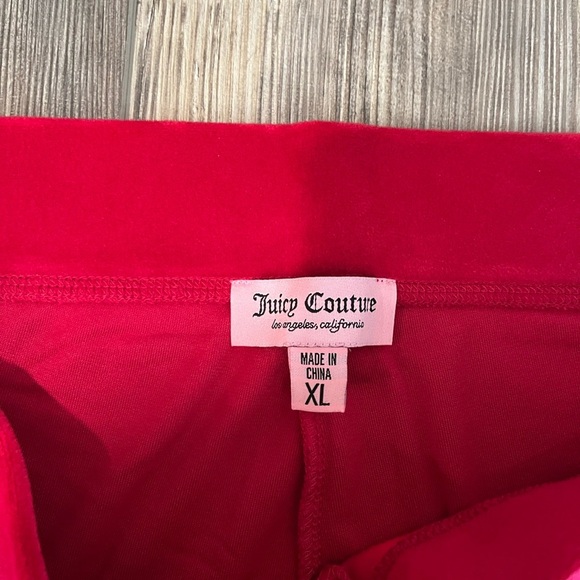 Juicy Couture
los angeles, california
MADE IN
CHINA
XL